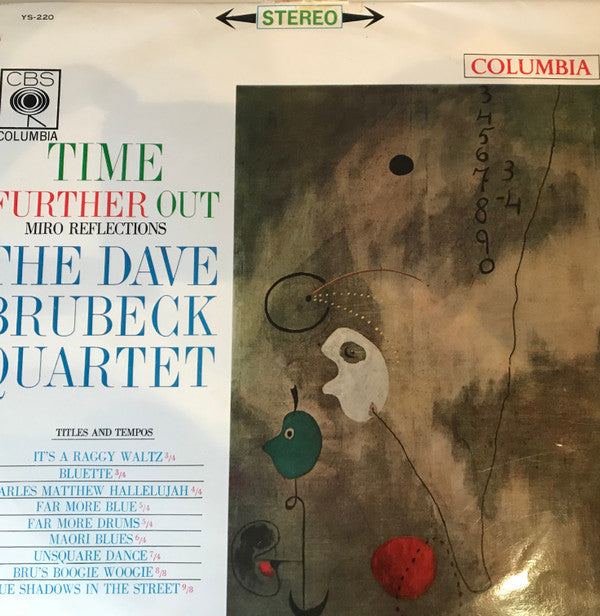 YS-220
STEREO
COLUMBIA
CBS
COLUMBIA
TIME
FURTHER OUT
MIRO REFLECTIONS
THE DAVE
BRUBECK
QUARTET
TITLES AND TEMPOS
IT'S A RAGGY WALTZ 3/4
BLUETTE 3/4
ARLES MATTHEW HALLELUJAH 4/4
FAR MORE BLUE 5/4
FAR MORE DRUMS 5/4
MAORI BLUES 6/4
UNSQUARE DANCE 7/4
BRU'S BOOGIE WOOGIE 8/8
UE SHADOWS IN THE STREET 9/8
3
4
5
6
7
8
9
0
3
-4